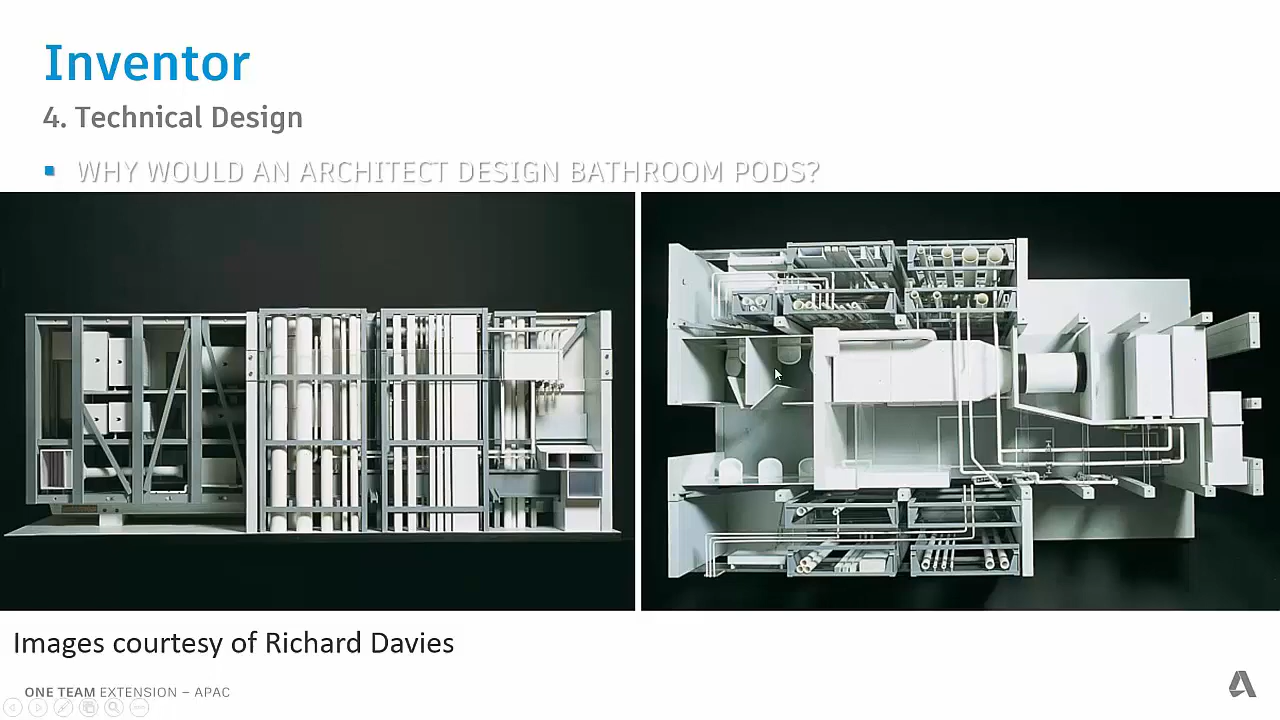 Inventor
4. Technical Design
WHY WOULD AN ARCHITECT DESIGN BATHROOM PODS?
Images courtesy of Richard Davies
ONE TEAM EXTENSION – APAC